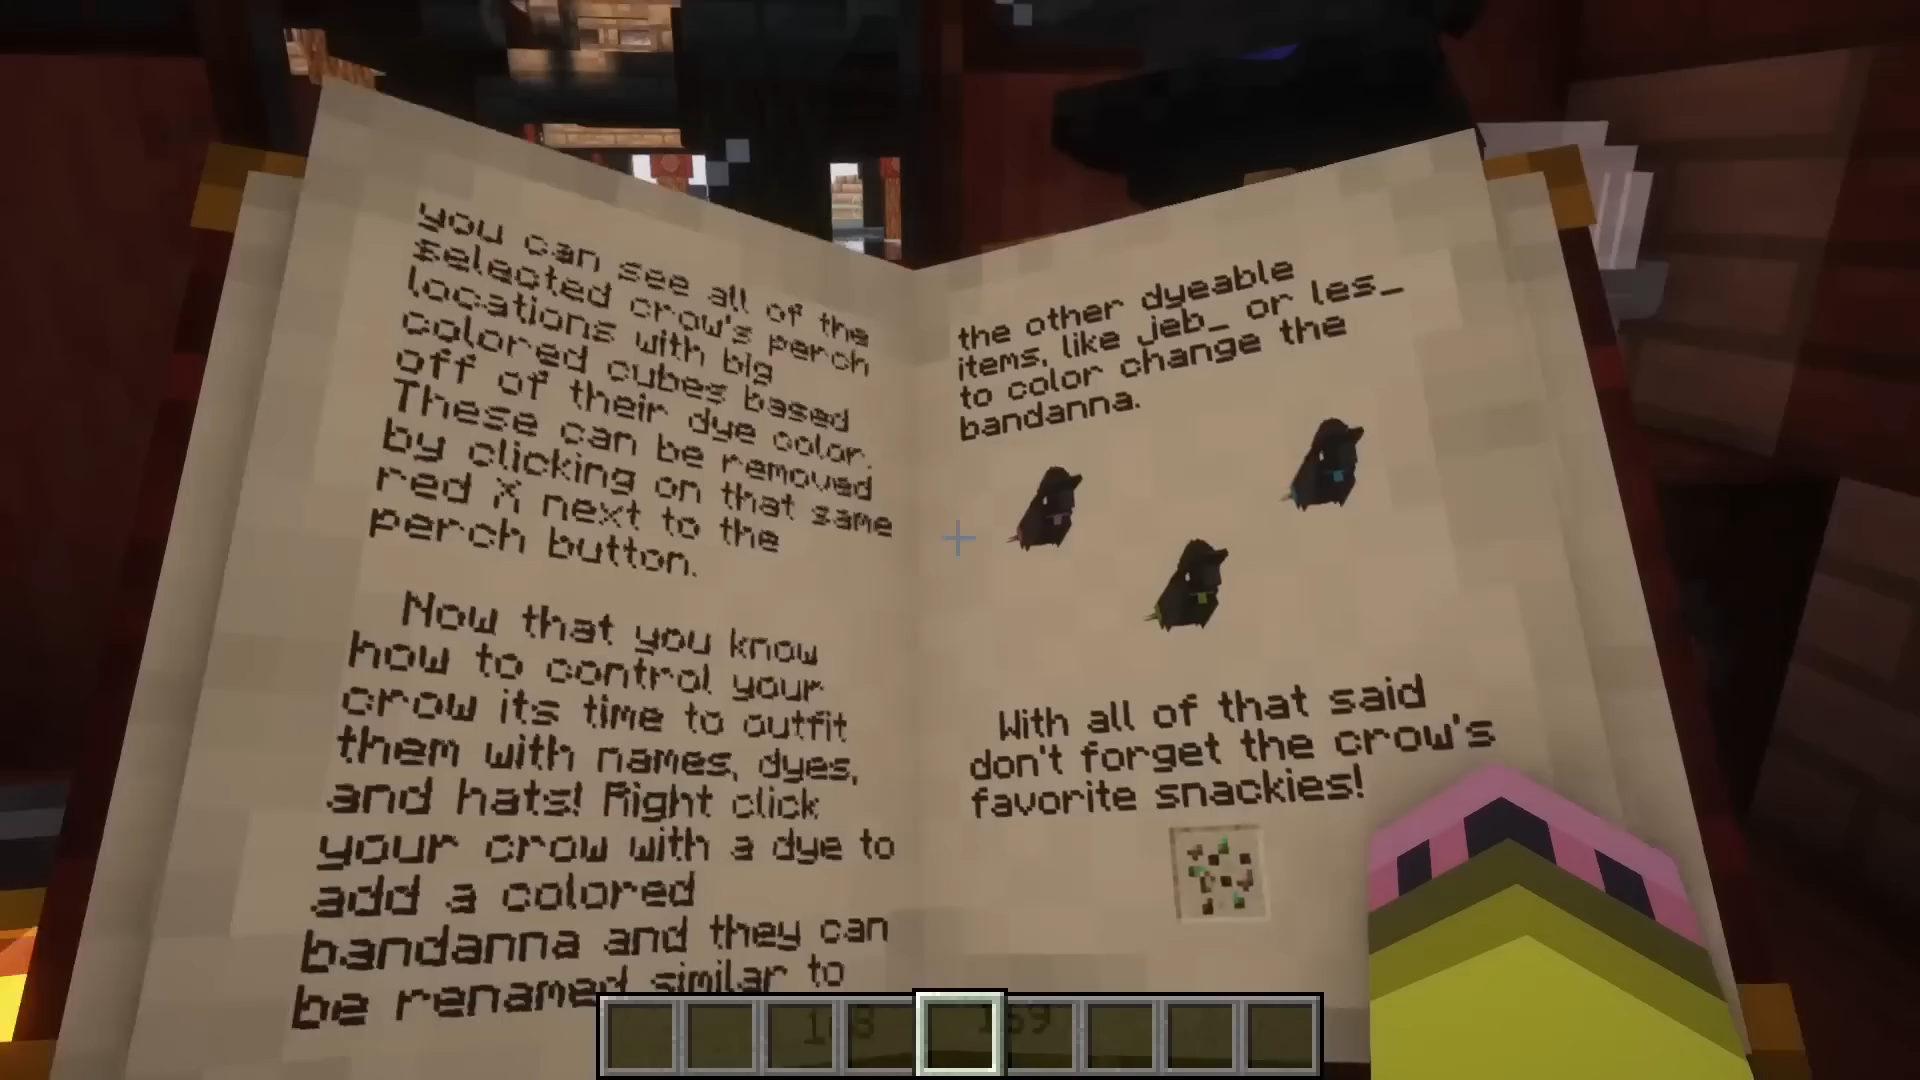 you can see all of the
selected crow's perch
locations with big
colored cubes based
off of their dye color.
These can be removed
by clicking on that same
red X next to the
perch button.
Now that you know
how to control your
crow its time to outfit
them with names, dyes,
and hats! Right click
your crow with a dye to
add a colored
bandanna and they can
be renamed similar to
the other dyeable
items, like jeb_ or les_
to color change the
bandanna.
With all of that said
don't forget the crow's
favorite snackies!
168
169